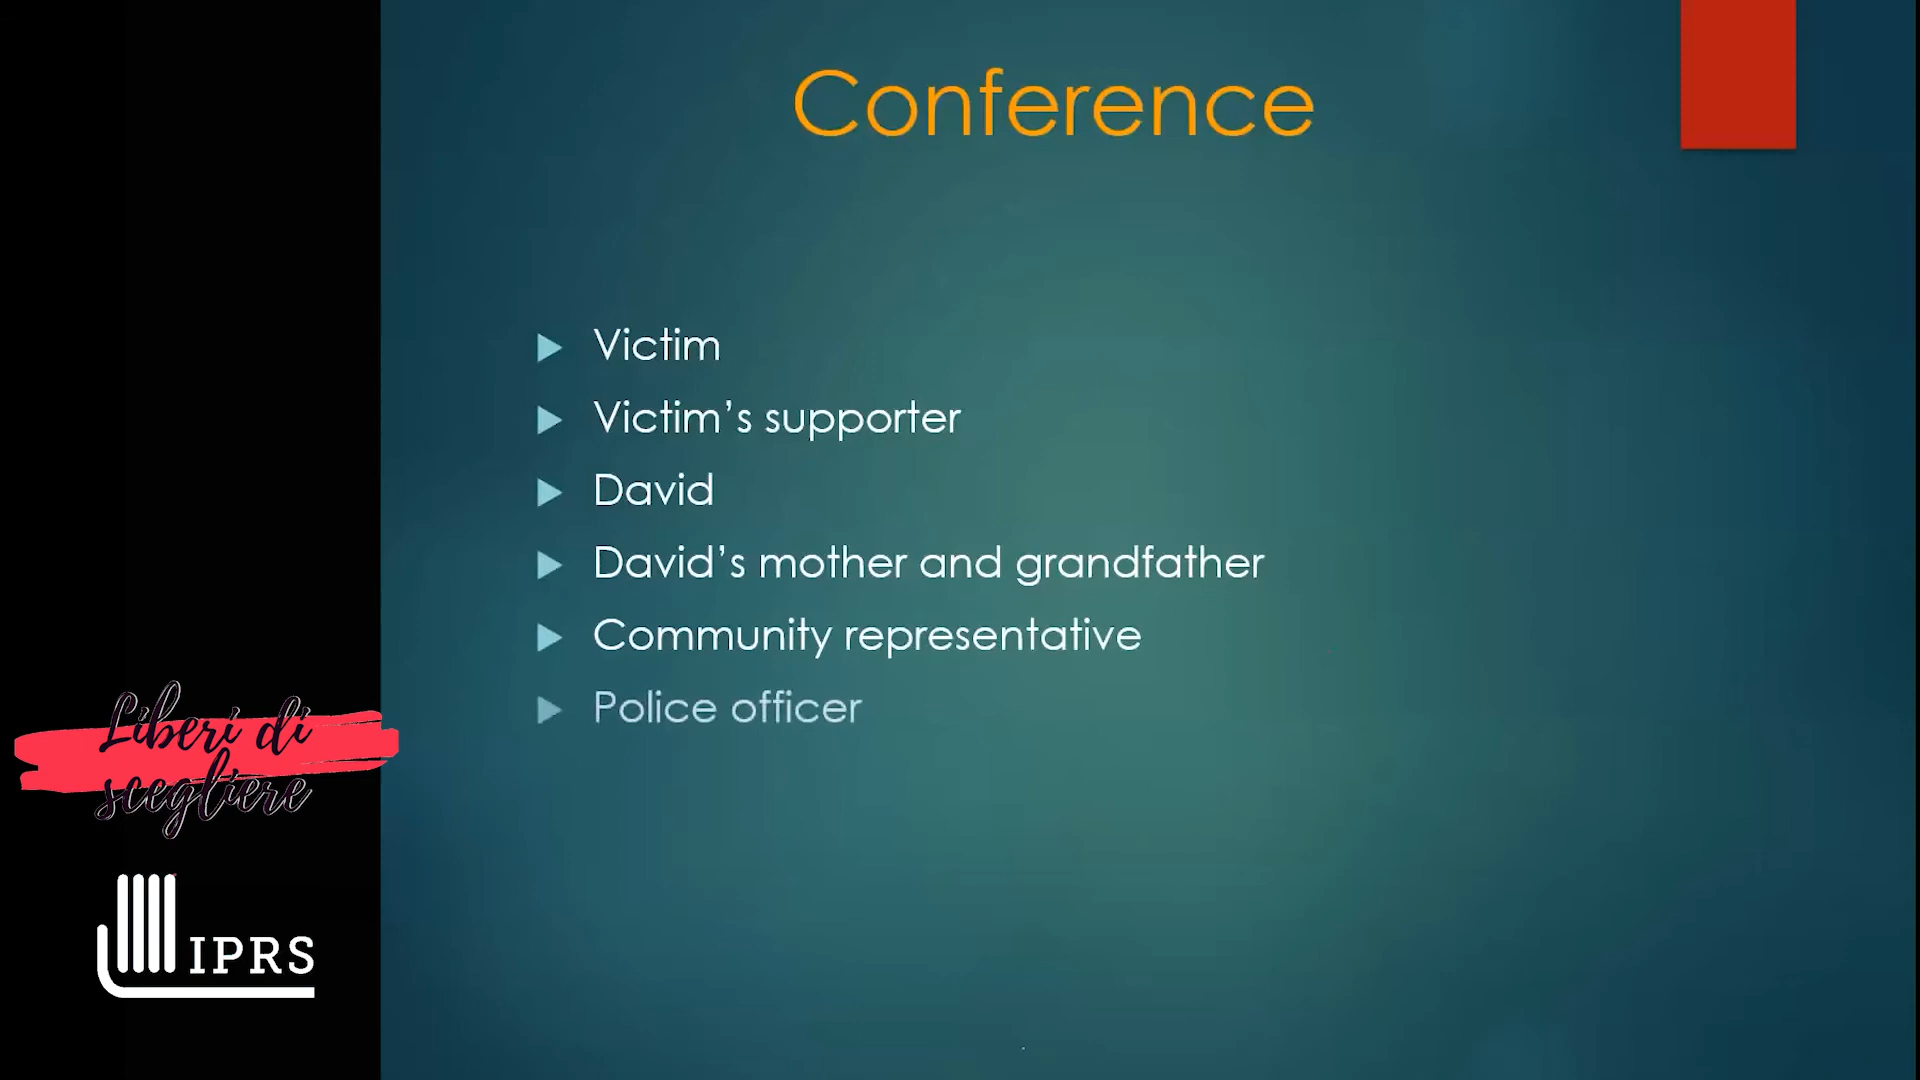 Conference
Victim
Victim’s supporter
David
David’s mother and grandfather
Community representative
Police officer
Liberi di
scegliere
IPRS